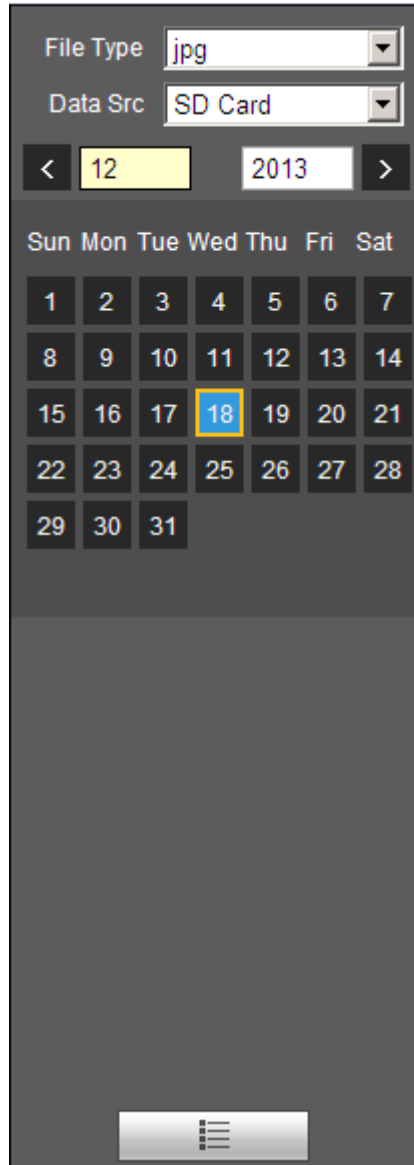 File Type jpg
Data Src SD Card
< 12 2013 >
Sun Mon Tue Wed Thu Fri Sat
1 2 3 4 5 6 7
8 9 10 11 12 13 14
15 16 17 18 19 20 21
22 23 24 25 26 27 28
29 30 31